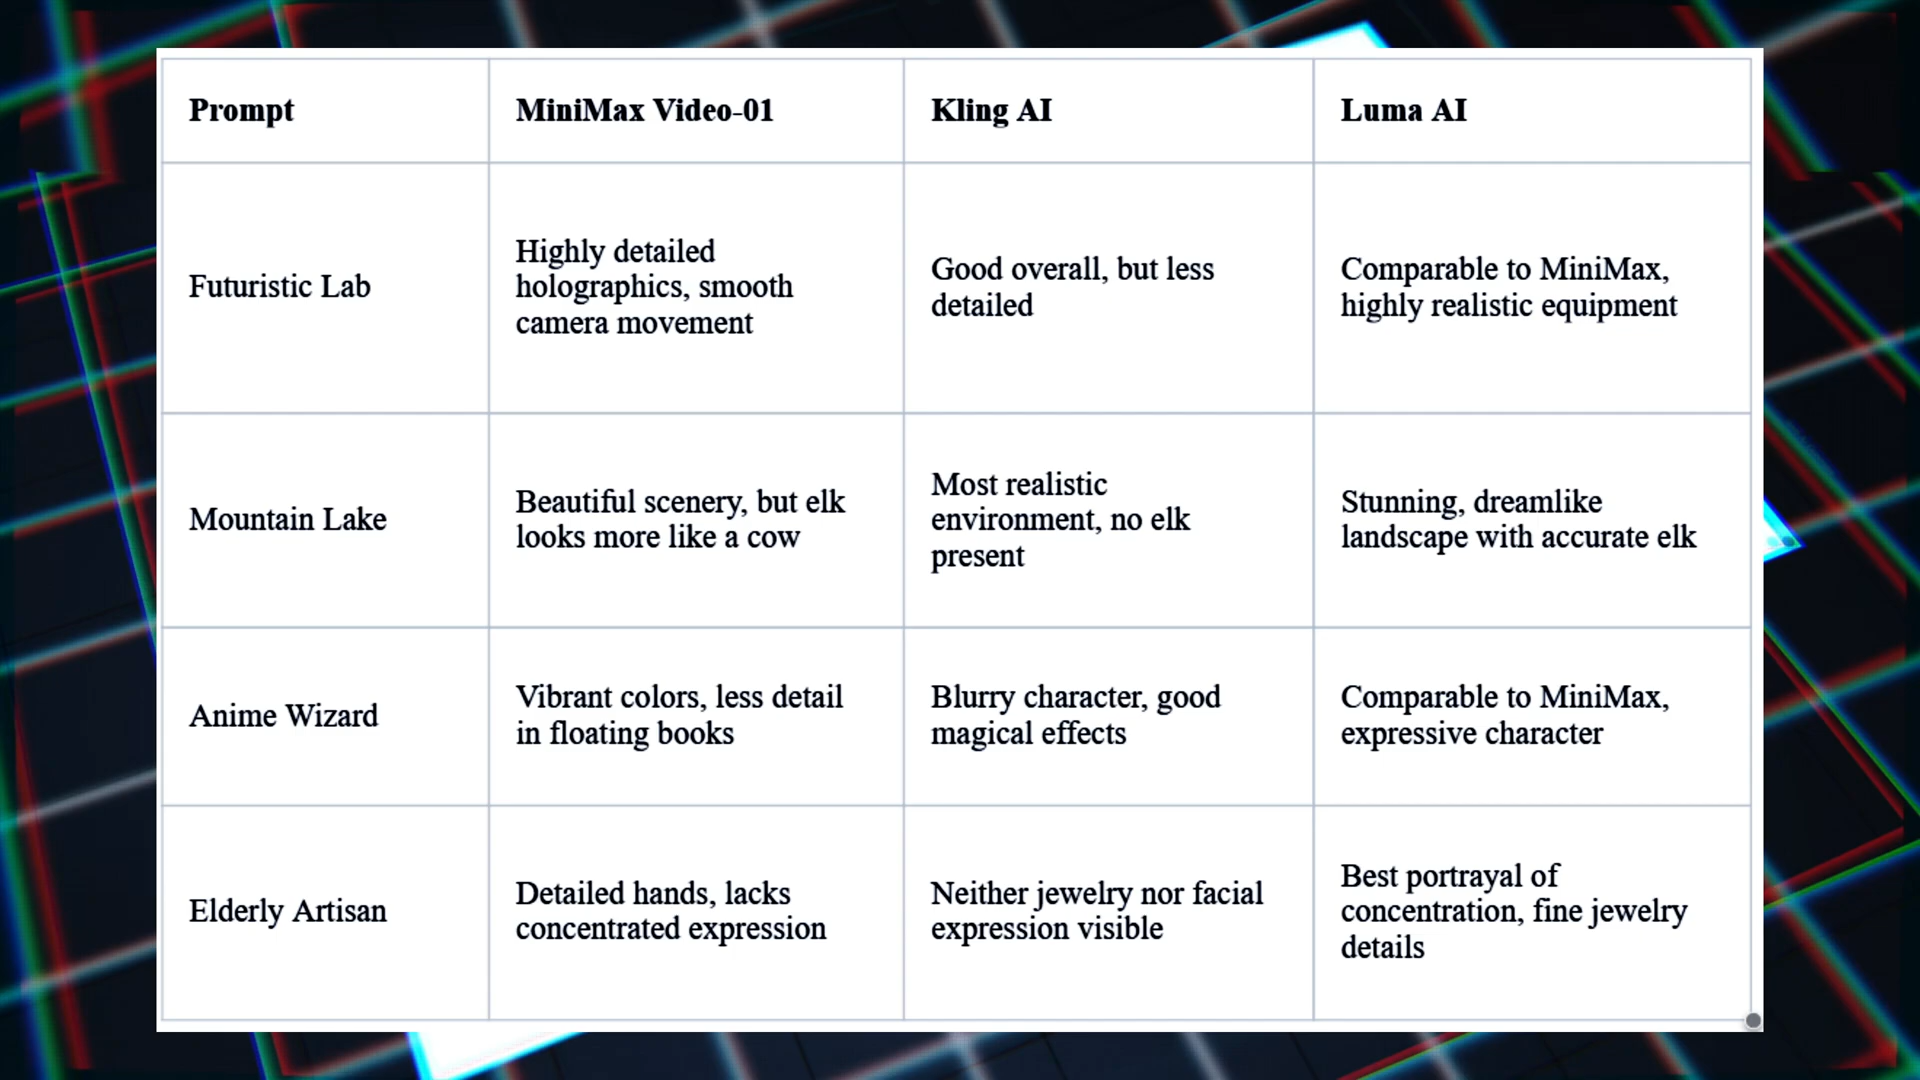 Prompt
MiniMax Video-01
Kling AI
Luma AI
Futuristic Lab
Highly detailed
holographics, smooth
camera movement
Good overall, but less
detailed
Comparable to MiniMax,
highly realistic equipment
Mountain Lake
Beautiful scenery, but elk
looks more like a cow
Most realistic
environment, no elk
present
Stunning, dreamlike
landscape with accurate elk
Anime Wizard
Vibrant colors, less detail
in floating books
Blurry character, good
magical effects
Comparable to MiniMax,
expressive character
Elderly Artisan
Detailed hands, lacks
concentrated expression
Neither jewelry nor facial
expression visible
Best portrayal of
concentration, fine jewelry
details